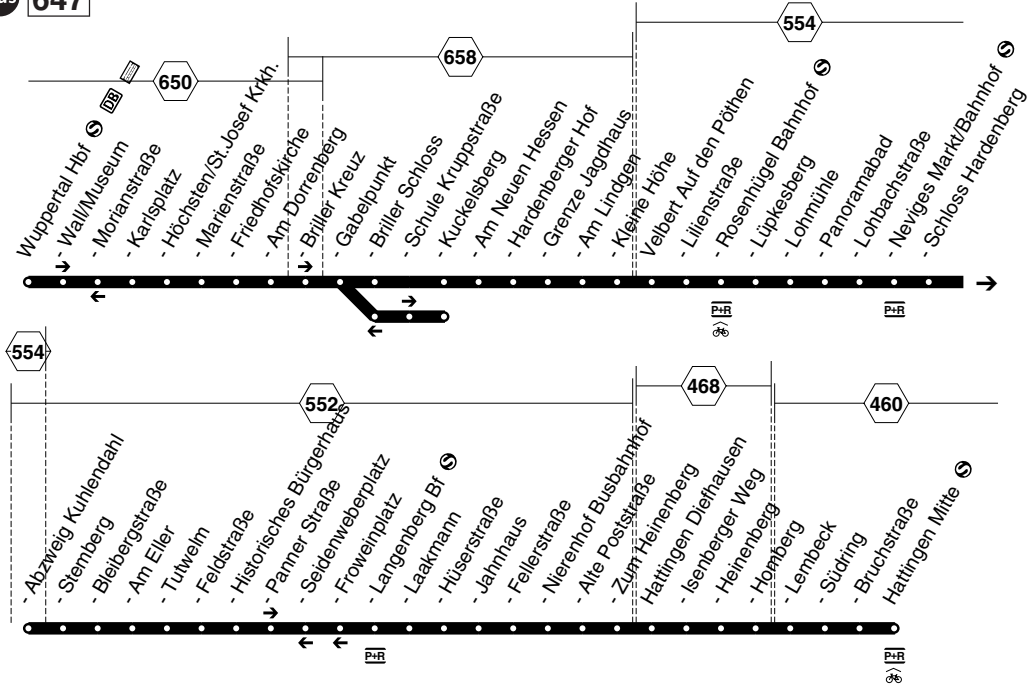 647
554
658
650
Wuppertal Hbf S DB
- Wall/Museum
- Morianstraße
- Karlsplatz
- Höchsten/St.Josef Krkh.
- Marienstraße
- Friedhofskirche
- Am Dorrenberg
- Briller Kreuz
- Gabelpunkt
- Briller Schloss
- Schule Kruppstraße
- Kuckelsberg
- Am Neuen Hessen
- Hardenberger Hof
- Grenze Jagdhaus
- Am Lindgen
- Kleine Höhe
Velbert Auf den Pöthen
- Lilienstraße
- Rosenhügel Bahnhof S
- Lüpkesberg
- Lohmühle
- Panoramabad
- Lohbachstraße
- Neviges Markt/Bahnhof S
- Schloss Hardenberg
P+R
P+R
554
552
468
460
- Abzweig Kuhlendahl
- Stemberg
- Bleibergstraße
- Am Eller
- Tutwelm
- Feldstraße
- Historisches Bürgerhaus
- Panner Straße
- Seidenweberplatz
- Froweinplatz
- Langenberg Bf S
- Laakmann
- Hüserstraße
- Jahnhaus
- Fellerstraße
- Nierenhof Busbahnhof
- Alte Poststraße
- Zum Heinenberg
Hattingen Diefhausen
- Isenberger Weg
- Heinenberg
- Homberg
- Lembeck
- Südring
- Bruchstraße
Hattingen Mitte S
P+R
P+R